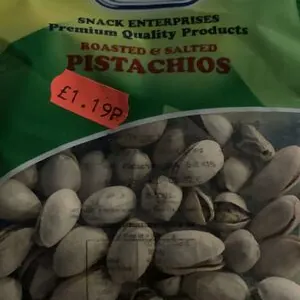 SNACK ENTERPRISES
Premium Quality Products
ROASTED & SALTED
PISTACHIOS
£1.19P